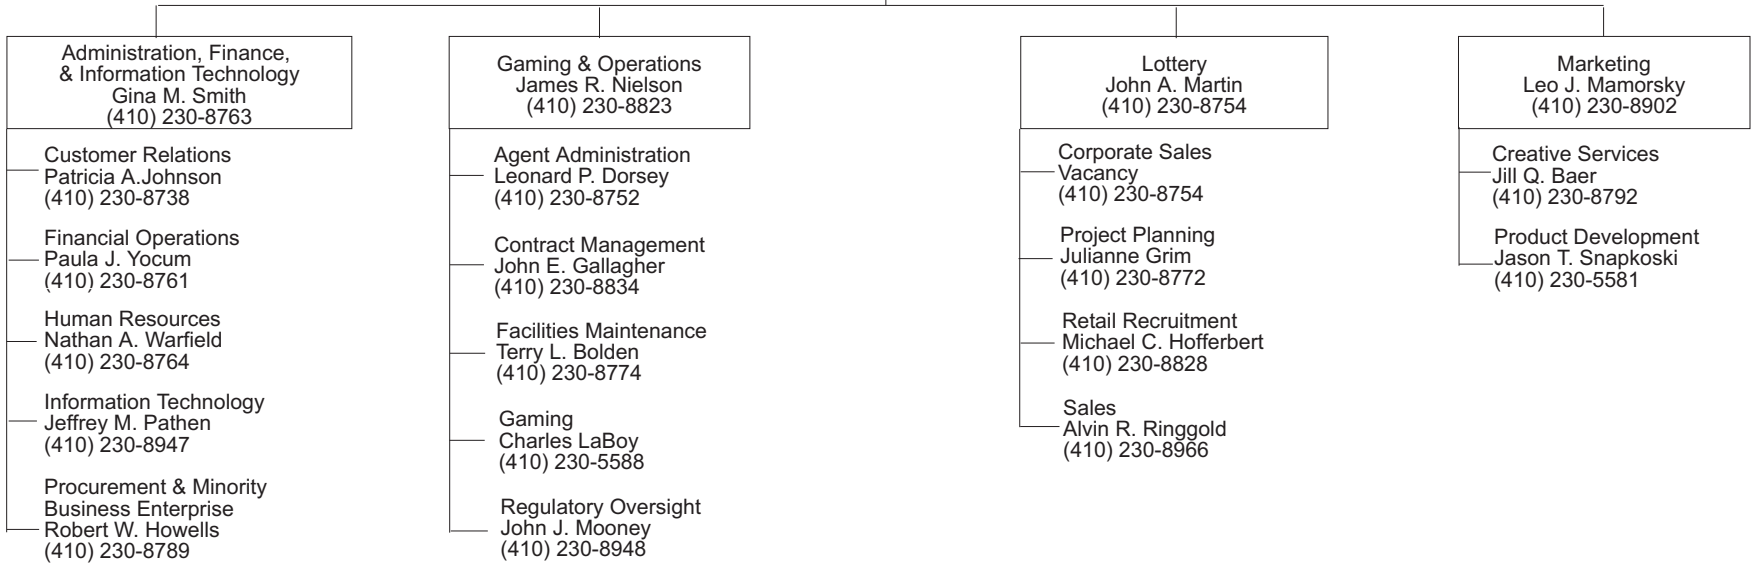 Administration, Finance,
& Information Technology
Gina M. Smith
(410) 230-8763
Customer Relations
Patricia A.Johnson
(410) 230-8738
Financial Operations
Paula J. Yocum
(410) 230-8761
Human Resources
Nathan A. Warfield
(410) 230-8764
Information Technology
Jeffrey M. Pathen
(410) 230-8947
Procurement & Minority
Business Enterprise
Robert W. Howells
(410) 230-8789
Gaming & Operations
James R. Nielson
(410) 230-8823
Agent Administration
Leonard P. Dorsey
(410) 230-8752
Contract Management
John E. Gallagher
(410) 230-8834
Facilities Maintenance
Terry L. Bolden
(410) 230-8774
Gaming
Charles LaBoy
(410) 230-5588
Regulatory Oversight
John J. Mooney
(410) 230-8948
Lottery
John A. Martin
(410) 230-8754
Corporate Sales
Vacancy
(410) 230-8754
Project Planning
Julianne Grim
(410) 230-8772
Retail Recruitment
Michael C. Hofferbert
(410) 230-8828
Sales
Alvin R. Ringgold
(410) 230-8966
Marketing
Leo J. Mamorsky
(410) 230-8902
Creative Services
Jill Q. Baer
(410) 230-8792
Product Development
Jason T. Snapkoski
(410) 230-5581